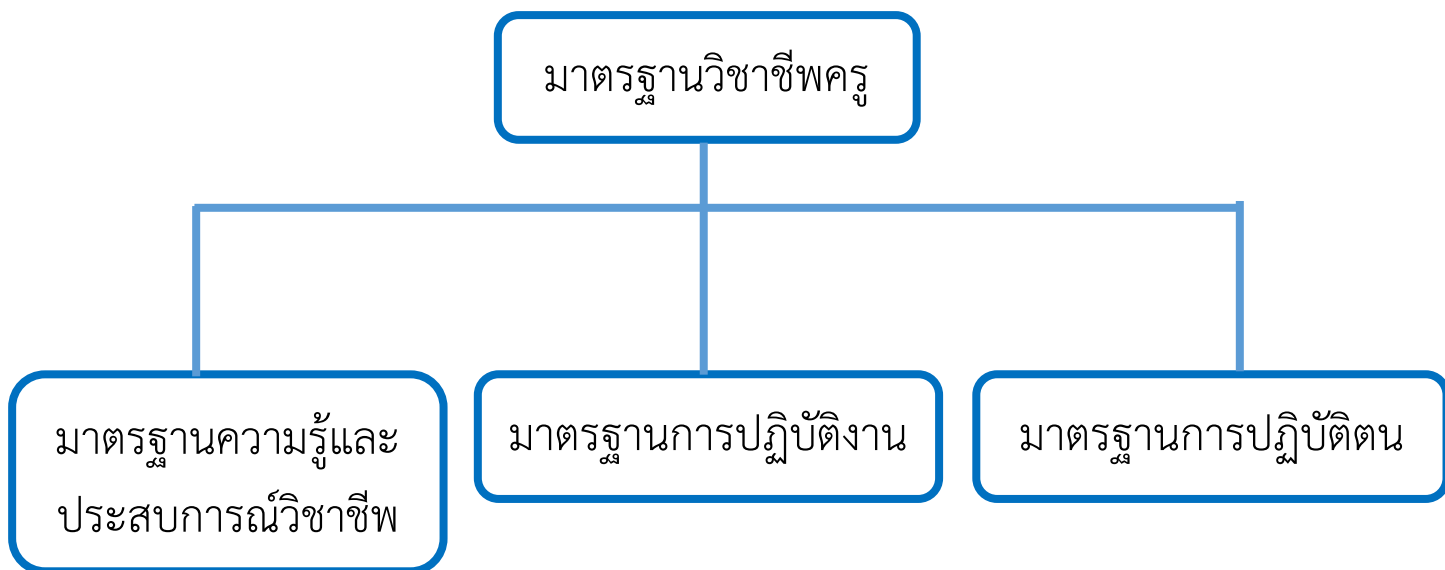 มาตรฐานวิชาชีพครู
มาตรฐานความรู้และ
ประสบการณ์วิชาชีพ
มาตรฐานการปฏิบัติงาน
มาตรฐานการปฏิบัติตน